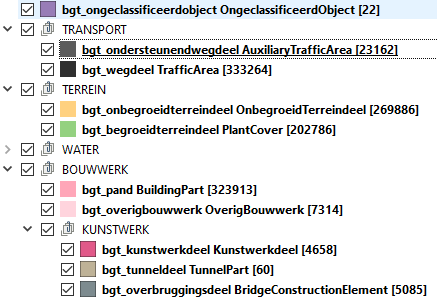 bgt_ongeclassificeerdobject OngeclassificeerdObject [22]
TRANSPORT
bgt_ondersteunendwegdeel AuxiliaryTrafficArea [23162]
bgt_wegdeel TrafficArea [333264]
TERREIN
bgt_onbegroeidterreindeel OnbegroeidTerreindeel [269886]
bgt_begroeidterreindeel PlantCover [202786]
WATER
BOUWWERK
bgt_pand BuildingPart [323913]
bgt_overigbouwwerk OverigBouwwerk [7314]
KUNSTWERK
bgt_kunstwerkdeel Kunstwerkdeel [4658]
bgt_tunneldeel TunnelPart [60]
bgt_overbruggingsdeel BridgeConstructionElement [5085]